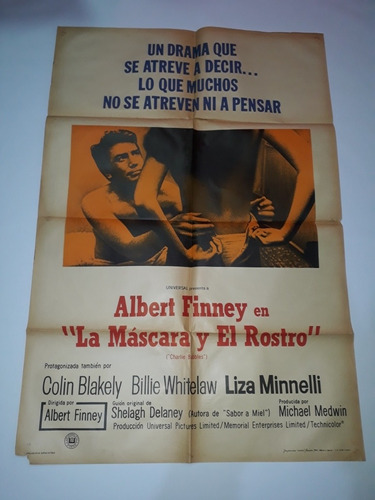 UN DRAMA QUE
SE ATREVE A DECIR...
LO QUE MUCHOS
NO SE ATREVEN NI A PENSAR
UNIVERSAL presenta a
Albert Finney en
"La Máscara y El Rostro"
("Charlie Bubbles")
Protagonizada también por
Colin Blakely Billie Whitelaw Liza Minnelli
Dirigida por
Albert Finney
Guión original de
Shelagh Delaney (Autora de "Sabor a Miel")
Producida por
Michael Medwin
Producción Universal Pictures Limited/Memorial Enterprises Limited/Technicolor